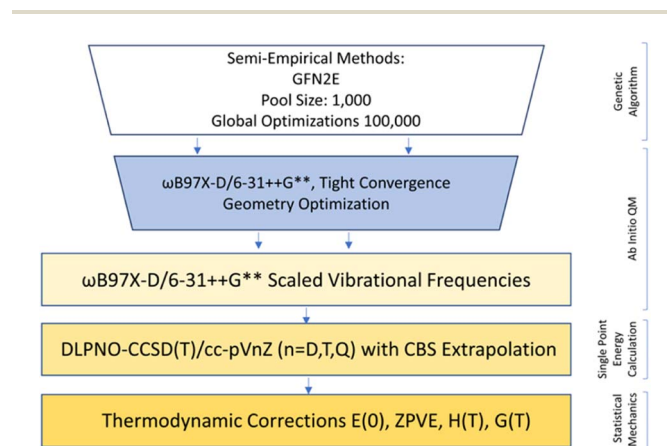 Semi-Empirical Methods:
GFN2E
Pool Size: 1,000
Global Optimizations 100,000
Genetic
Algorithm
ωB97X-D/6-31++G**, Tight Convergence
Geometry Optimization
Ab Initio QM
ωB97X-D/6-31++G** Scaled Vibrational Frequencies
DLPNO-CCSD(T)/cc-pVnZ (n=D,T,Q) with CBS Extrapolation
Single Point
Energy
Calculation
Thermodynamic Corrections E(0), ZPVE, H(T), G(T)
Statistical
Mechanics